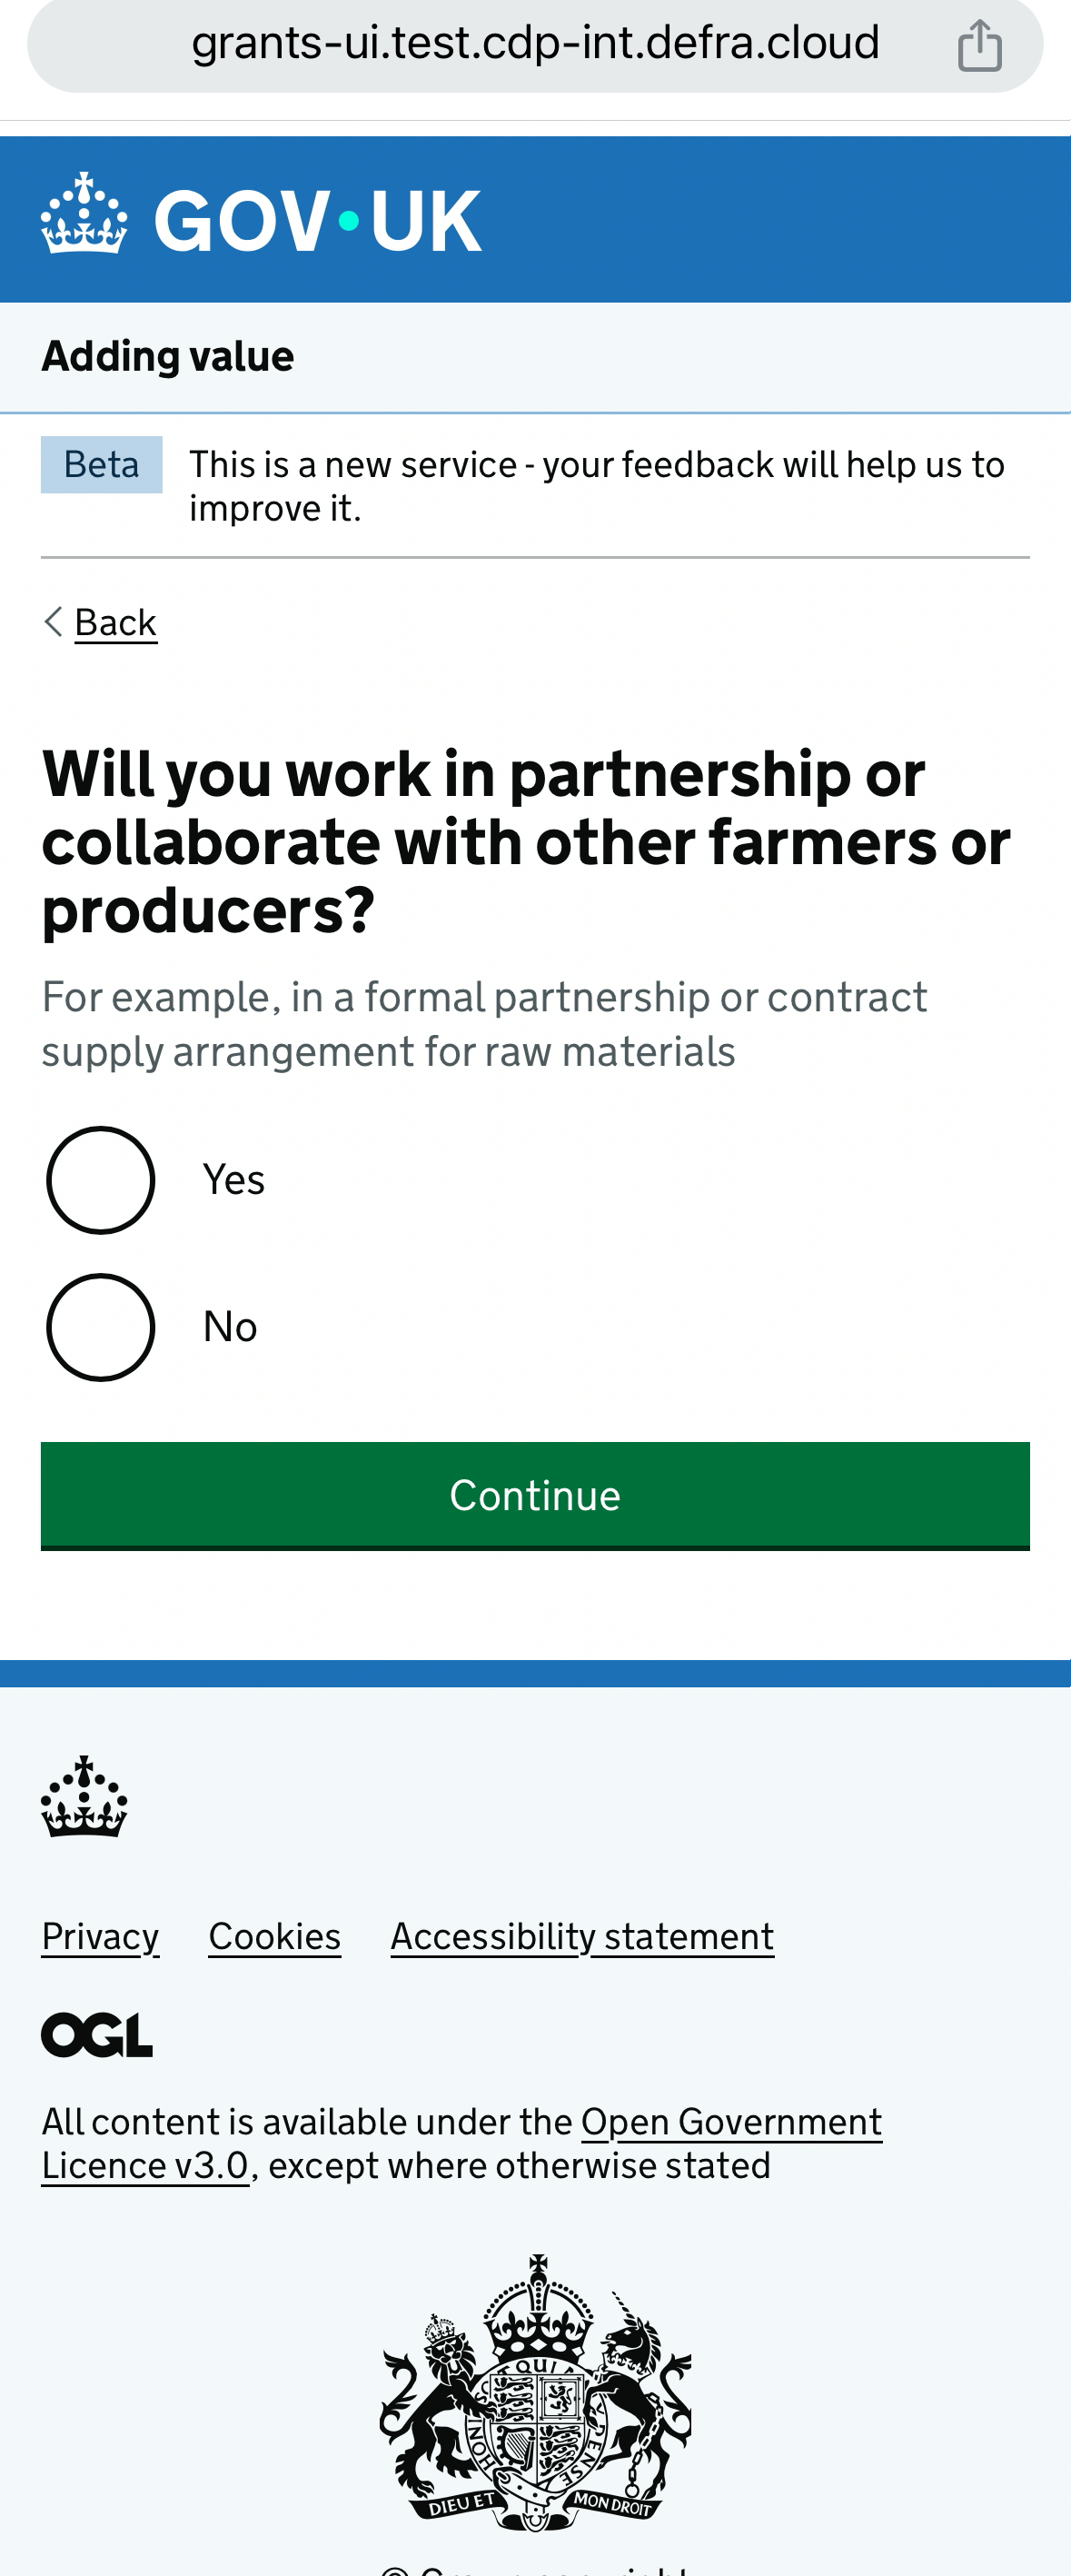 grants-ui.test.cdp-int.defra.cloud
GOV·UK
Adding value
Beta
This is a new service - your feedback will help us to
improve it.
Back
Will you work in partnership or
collaborate with other farmers or
producers?
For example, in a formal partnership or contract
supply arrangement for raw materials
Yes
No
Continue
Privacy Cookies Accessibility statement
OGL
All content is available under the Open Government
Licence v3.0, except where otherwise stated
QUI
HONI
PENSE
DIEU ET MON DROIT